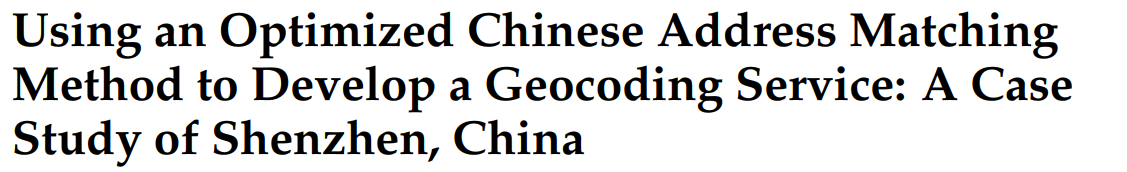 Using an Optimized Chinese Address Matching
Method to Develop a Geocoding Service: A Case
Study of Shenzhen, China